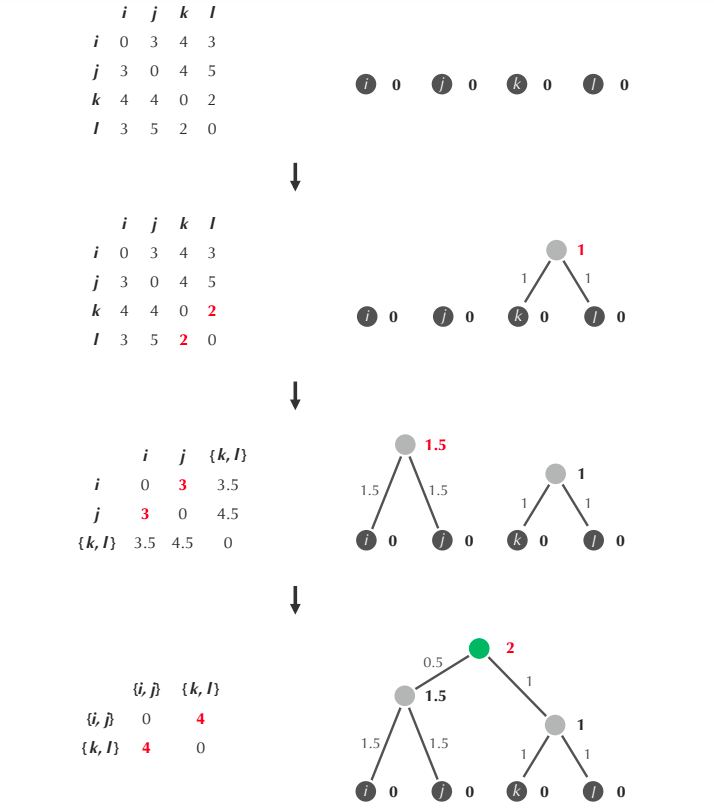 i j k l
i 0 3 4 3
j 3 0 4 5
k 4 4 0 2
l 3 5 2 0
i 0 j 0 k 0 l 0
i j k l
i 0 3 4 3
j 3 0 4 5
k 4 4 0 2
l 3 5 2 0
1
1 1
i 0 j 0 k 0 l 0
i j {k, l}
i 0 3 3.5
j 3 0 4.5
{k, l} 3.5 4.5 0
1.5
1
1.5 1.5
1 1
i 0 j 0 k 0 l 0
{i, j} {k, l}
{i, j} 0 4
{k, l} 4 0
2
0.5
1
1.5
1
1.5 1.5
1 1
i 0 j 0 k 0 l 0